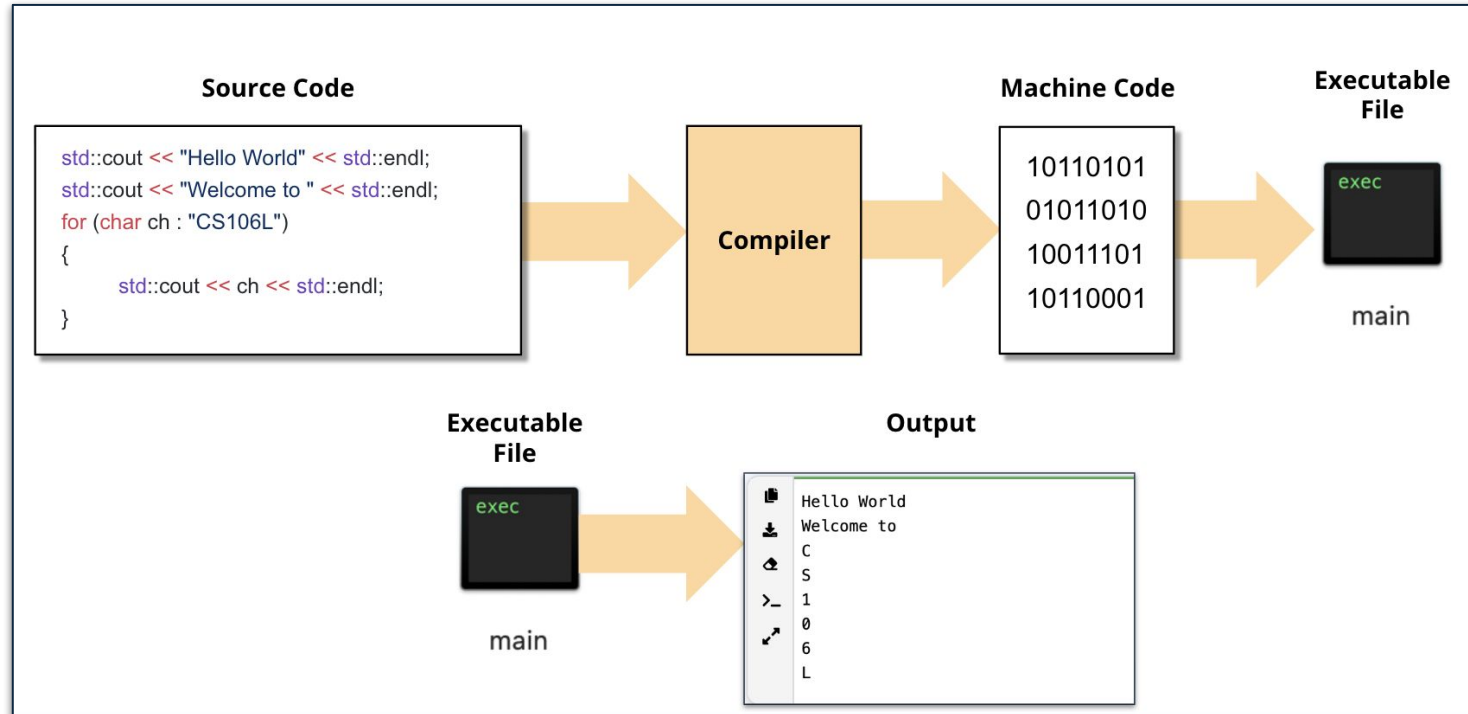 Source Code
std::cout << "Hello World" << std::endl;
std::cout << "Welcome to " << std::endl;
for (char ch : "CS106L")
{
std::cout << ch << std::endl;
}
Compiler
Machine Code
10110101
01011010
10011101
10110001
Executable
File
exec
main
Executable
File
exec
main
Output
Hello World
Welcome to
C
S
1
0
6
L